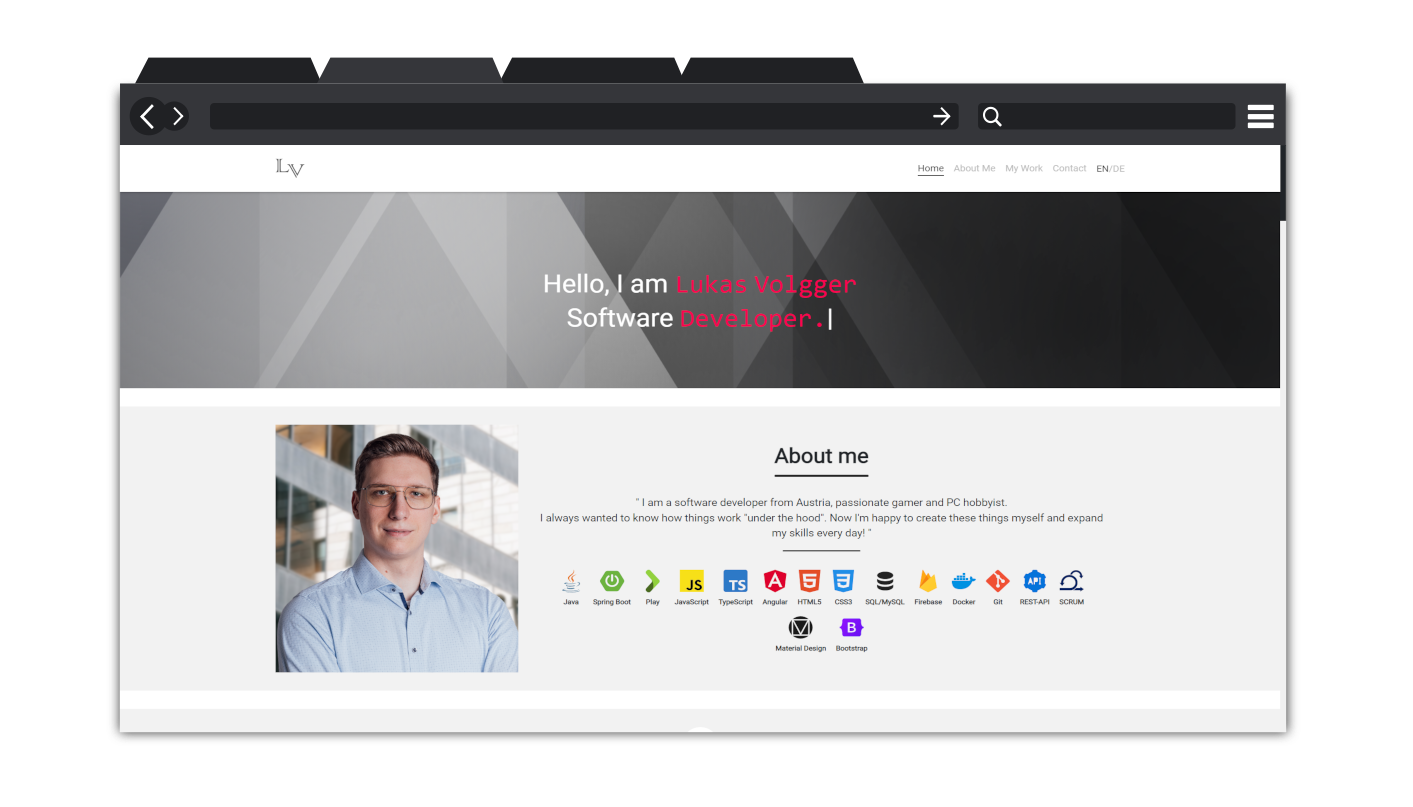 LV
Home About Me My Work Contact EN/DE
Hello, I am Lukas Volgger
Software Developer.|
About me
" I am a software developer from Austria, passionate gamer and PC hobbyist.
I always wanted to know how things work "under the hood". Now I'm happy to create these things myself and expand
my skills every day! "
JS TS A 5 3 API
Java Spring Boot Play JavaScript TypeScript Angular HTML5 CSS3 SQL/MySQL Firebase Docker Git REST-API SCRUM
B
Material Design Bootstrap